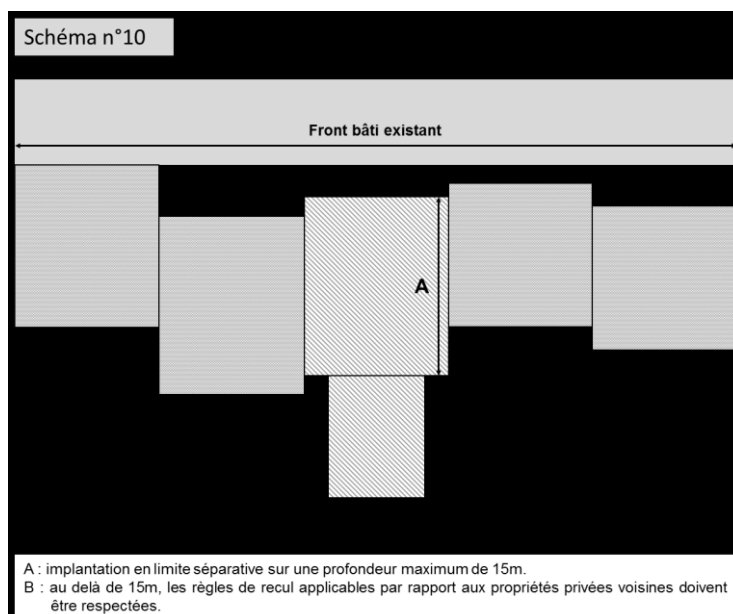 Schéma n°10
Front bâti existant
A
A : implantation en limite séparative sur une profondeur maximum de 15m.
B : au delà de 15m, les règles de recul applicables par rapport aux propriétés privées voisines doivent
être respectées.